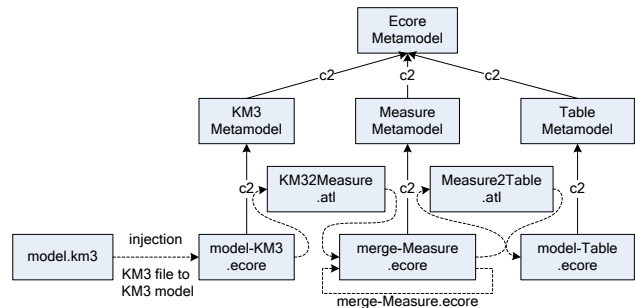 Ecore
Metamodel
c2
c2
c2
KM3
Metamodel
Measure
Metamodel
Table
Metamodel
c2
KM32Measure
.atl
c2
Measure2Table
.atl
c2
injection
model.km3
KM3 file to
KM3 model
model-KM3
.ecore
merge-Measure
.ecore
model-Table
.ecore
merge-Measure.ecore